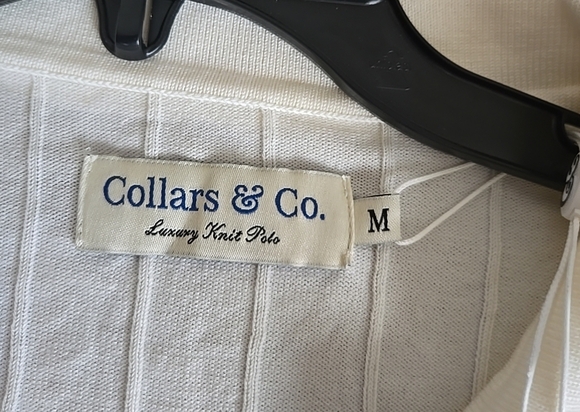 Collars & Co.
Luxury Knit Polo
M